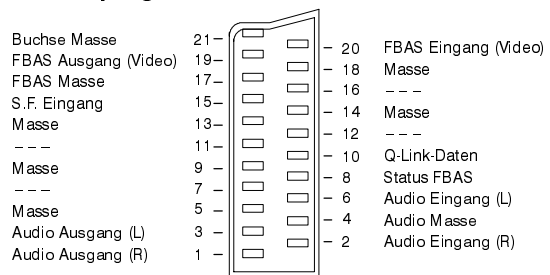 Buchse Masse 21
FBAS Ausgang (Video) 19
FBAS Masse 17
S.F. Eingang 15
Masse 13
--- 11
Masse 9
--- 7
Masse 5
Audio Ausgang (L) 3
Audio Ausgang (R) 1
20 FBAS Eingang (Video)
18 Masse
16 ---
14 Masse
12 ---
10 Q-Link-Daten
8 Status FBAS
6 Audio Eingang (L)
4 Audio Masse
2 Audio Eingang (R)